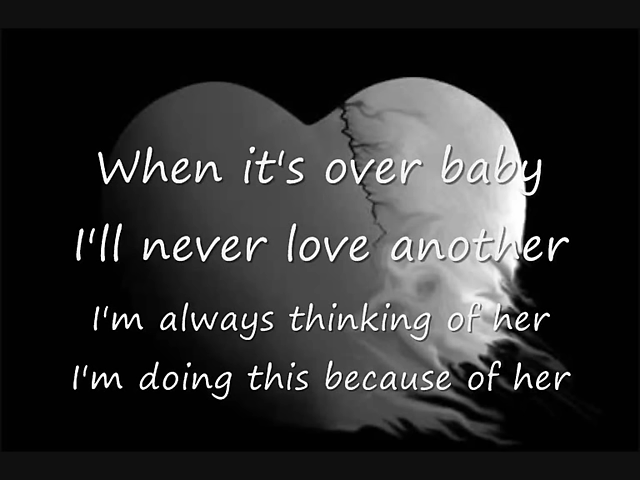 When it's over baby
I'll never love another
I'm always thinking of her
I'm doing this because of her